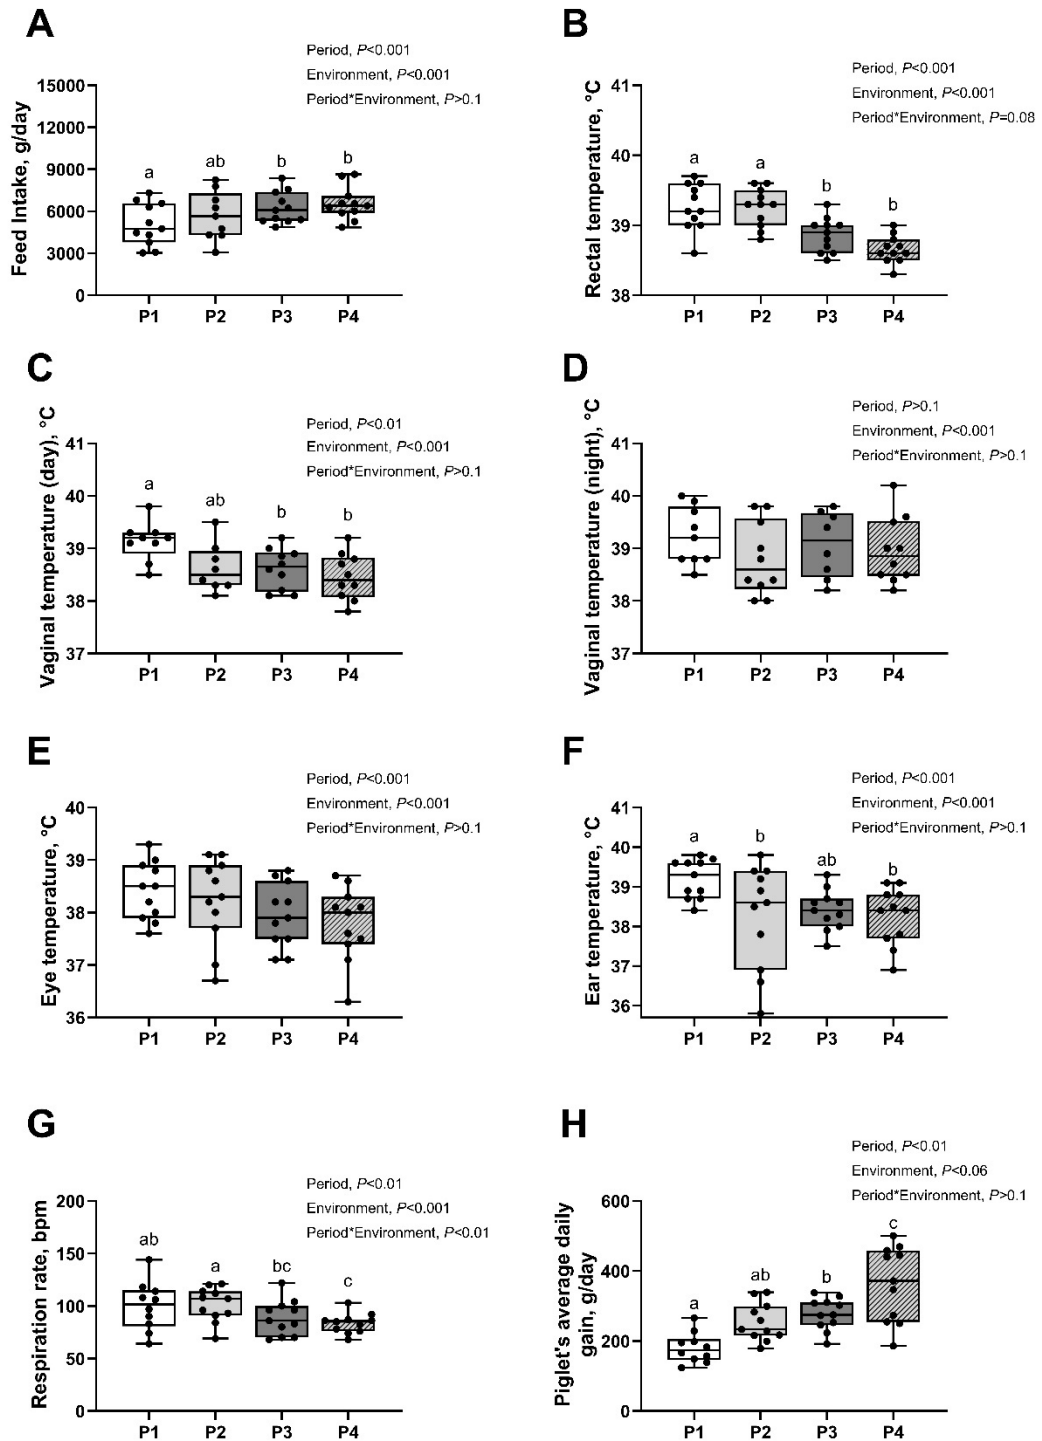 A
Period, P<0.001
Environment, P<0.001
Period*Environment, P>0.1
Feed Intake, g/day
15000
12000
9000
6000
3000
0
a
ab
b
b
P1
P2
P3
P4
B
Period, P<0.001
Environment, P<0.001
Period*Environment, P=0.08
Rectal temperature, °C
41
40
39
38
a
a
b
b
P1
P2
P3
P4
C
Period, P<0.01
Environment, P<0.001
Period*Environment, P>0.1
Vaginal temperature (day), °C
41
40
39
38
37
a
ab
b
b
P1
P2
P3
P4
D
Period, P>0.1
Environment, P<0.001
Period*Environment, P>0.1
Vaginal temperature (night), °C
41
40
39
38
37
P1
P2
P3
P4
E
Period, P<0.001
Environment, P<0.001
Period*Environment, P>0.1
Eye temperature, °C
40
39
38
37
36
P1
P2
P3
P4
F
Period, P<0.001
Environment, P<0.001
Period*Environment, P>0.1
Ear temperature, °C
41
40
39
38
37
36
a
b
ab
b
P1
P2
P3
P4
G
Period, P<0.01
Environment, P<0.001
Period*Environment, P<0.01
Respiration rate, bpm
200
150
100
50
0
ab
a
bc
c
P1
P2
P3
P4
H
Period, P<0.01
Environment, P<0.06
Period*Environment, P>0.1
Piglet's average daily
gain, g/day
600
400
200
0
a
ab
b
c
P1
P2
P3
P4